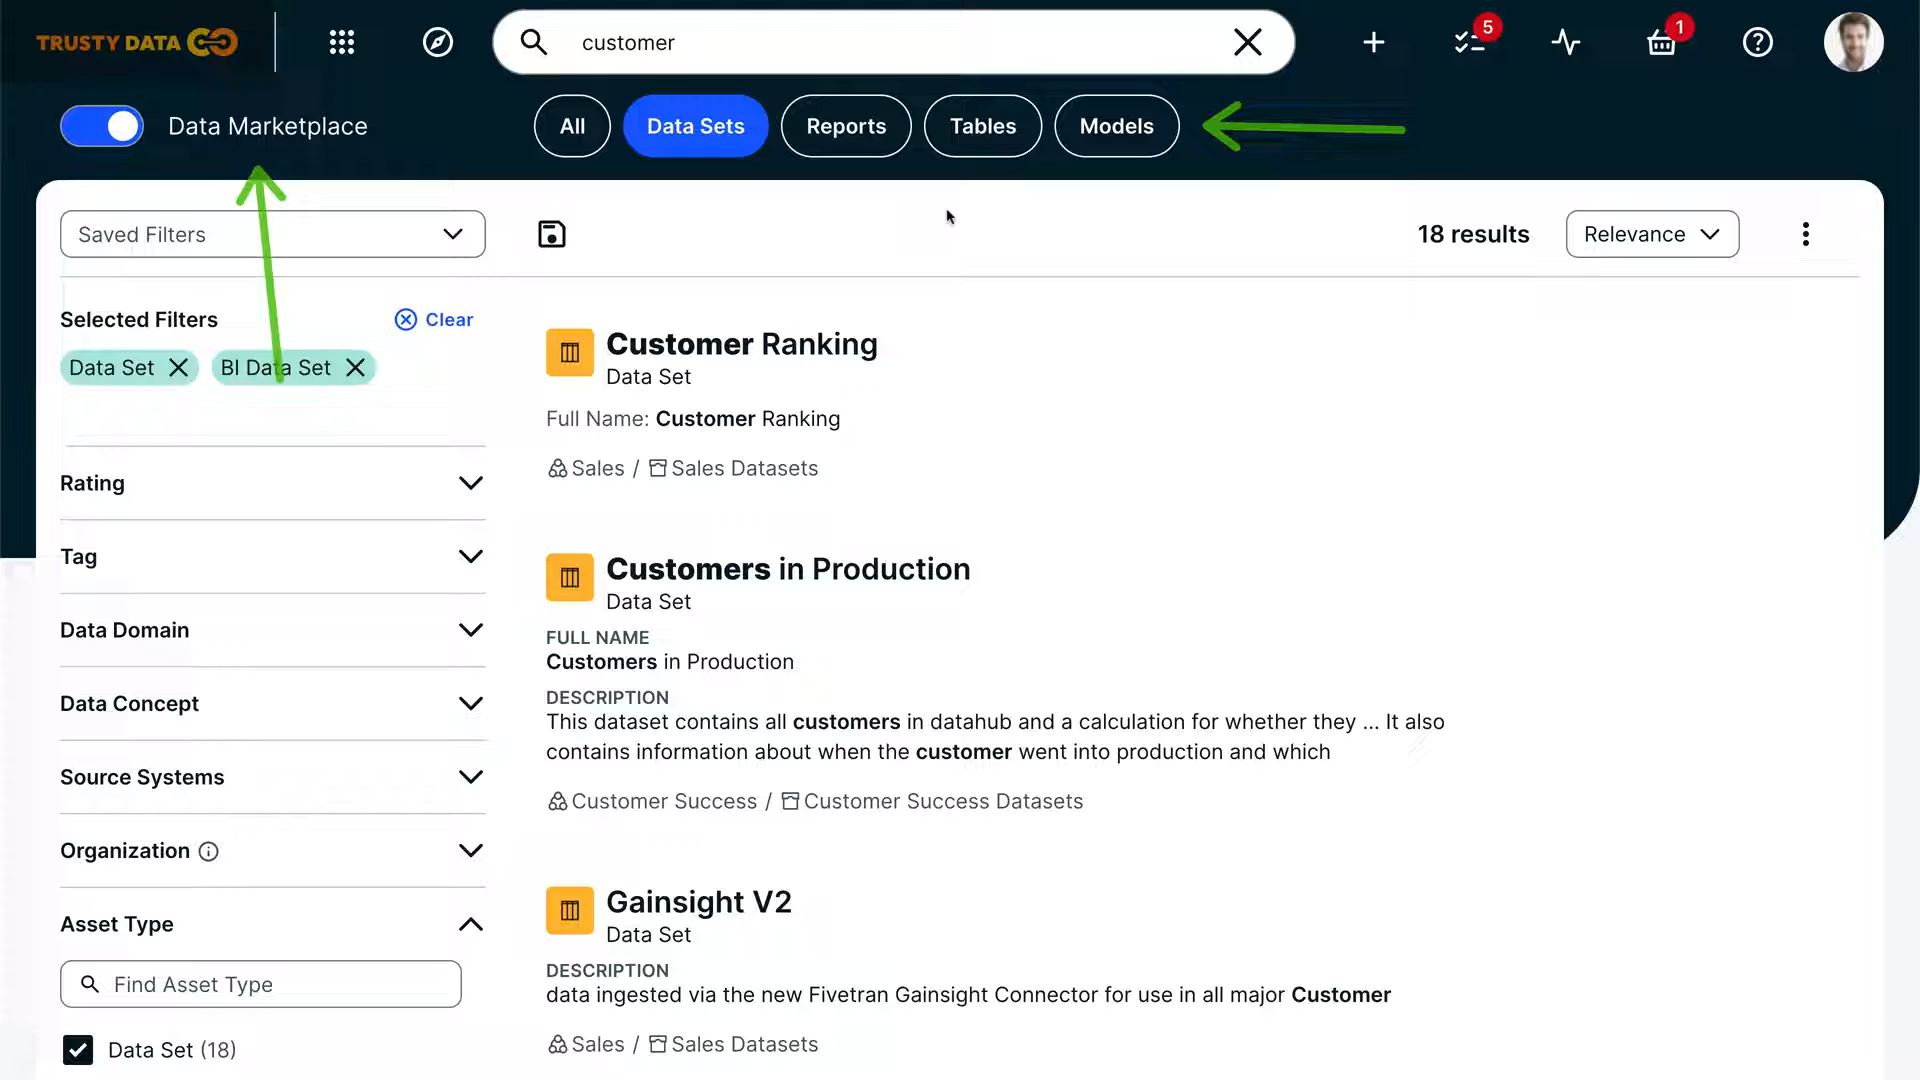 TRUSTY DATA
customer
5
1
Data Marketplace
All
Data Sets
Reports
Tables
Models
Saved Filters
18 results
Relevance
Selected Filters
Clear
Data Set
BI Data Set
Rating
Tag
Data Domain
Data Concept
Source Systems
Organization
Asset Type
Find Asset Type
Data Set (18)
Customer Ranking
Data Set
Full Name: Customer Ranking
Sales / Sales Datasets
Customers in Production
Data Set
FULL NAME
Customers in Production
DESCRIPTION
This dataset contains all customers in datahub and a calculation for whether they ... It also
contains information about when the customer went into production and which
Customer Success / Customer Success Datasets
Gainsight V2
Data Set
DESCRIPTION
data ingested via the new Fivetran Gainsight Connector for use in all major Customer
Sales / Sales Datasets